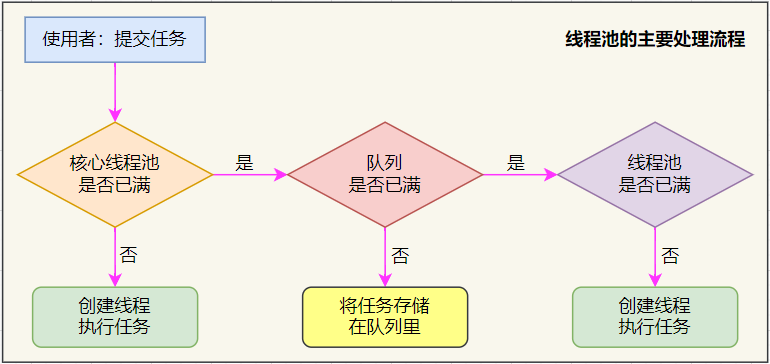 使用者：提交任务
线程池的主要处理流程
核心线程池
是否已满
是
队列
是否已满
是
线程池
是否已满
否
否
否
创建线程
执行任务
将任务存储
在队列里
创建线程
执行任务